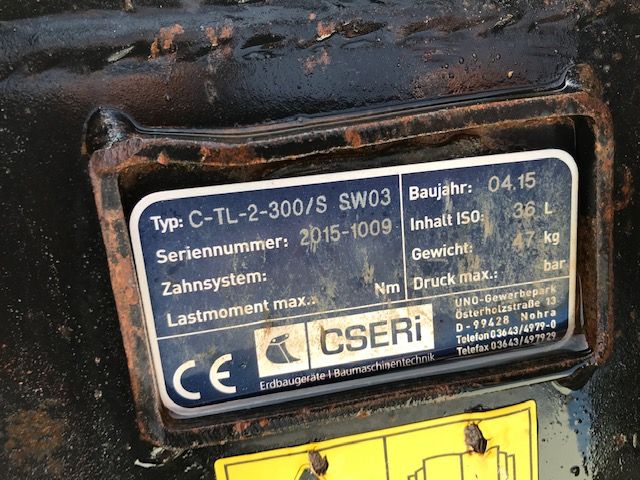 Typ: C-TL-2-300/S SW03
Seriennummer: 2015-1009
Zahnsystem:
Lastmoment max.: Nm
Baujahr: 04.15
Inhalt ISO: 36 L
Gewicht: 47 kg
Druck max.: bar
CE
CSERi
Erdbaugeräte | Baumaschinentechnik
UNO-Gewerbepark
Österholzstraße 13
D-99428 Nohra
Telefon 03643/4979-0
Telefax 03643/497929